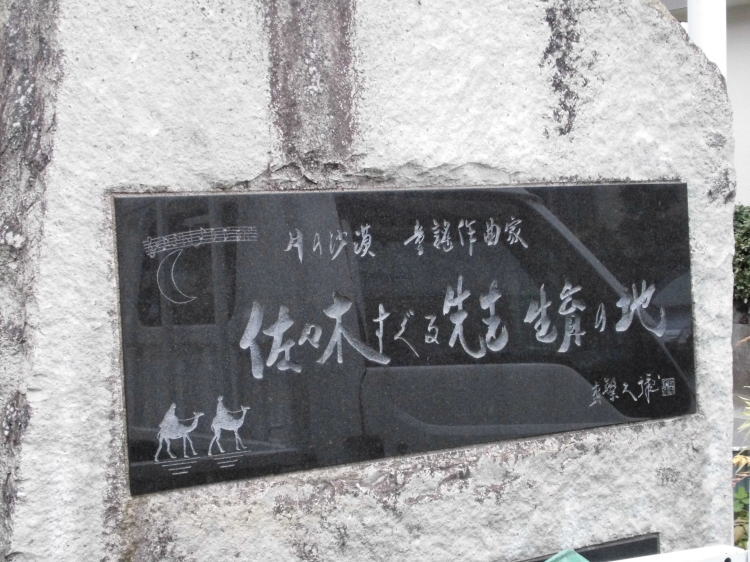 月の沙漠 童謡作曲家
佐々木すぐる先生 生育の地